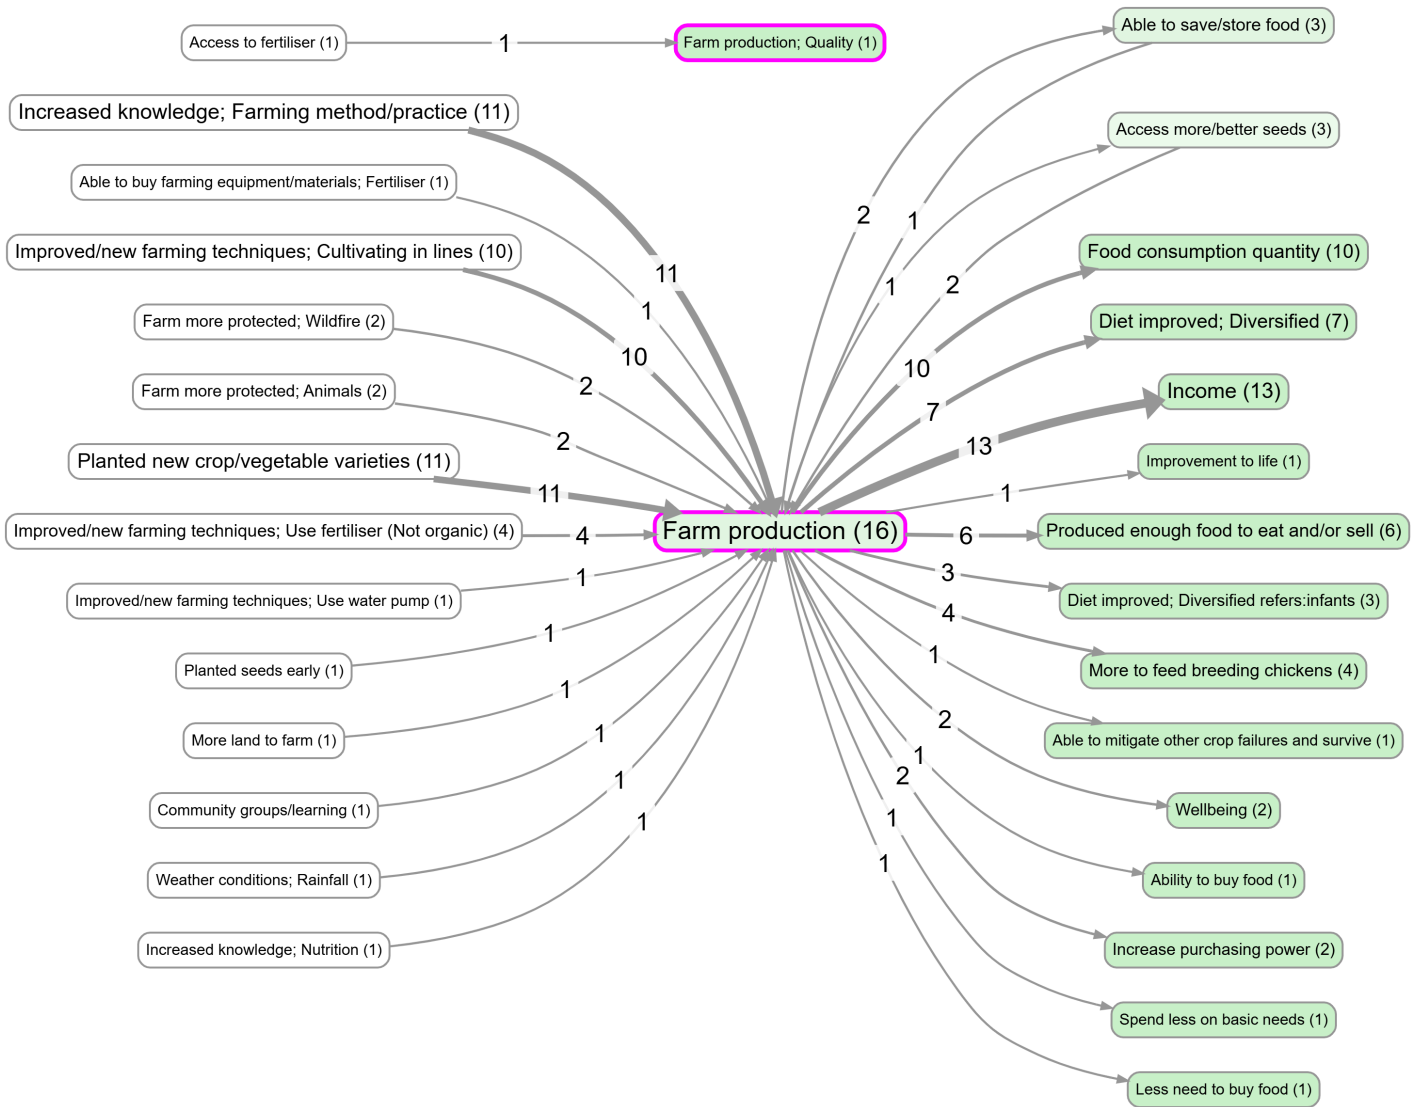 Access to fertiliser (1)
1
Farm production; Quality (1)
Able to save/store food (3)
Increased knowledge; Farming method/practice (11)
Access more/better seeds (3)
Able to buy farming equipment/materials; Fertiliser (1)
2
1
Improved/new farming techniques; Cultivating in lines (10)
Food consumption quantity (10)
11
1
2
1
Farm more protected; Wildfire (2)
Diet improved; Diversified (7)
10
10
2
Farm more protected; Animals (2)
Income (13)
7
2
13
Planted new crop/vegetable varieties (11)
Improvement to life (1)
11
1
Improved/new farming techniques; Use fertiliser (Not organic) (4)
4
Farm production (16)
6
Produced enough food to eat and/or sell (6)
1
3
Improved/new farming techniques; Use water pump (1)
Diet improved; Diversified refers:infants (3)
4
1
1
Planted seeds early (1)
More to feed breeding chickens (4)
1
2
More land to farm (1)
1
Able to mitigate other crop failures and survive (1)
1
1
2
Community groups/learning (1)
Wellbeing (2)
1
1
1
Weather conditions; Rainfall (1)
Ability to buy food (1)
Increased knowledge; Nutrition (1)
Increase purchasing power (2)
Spend less on basic needs (1)
Less need to buy food (1)